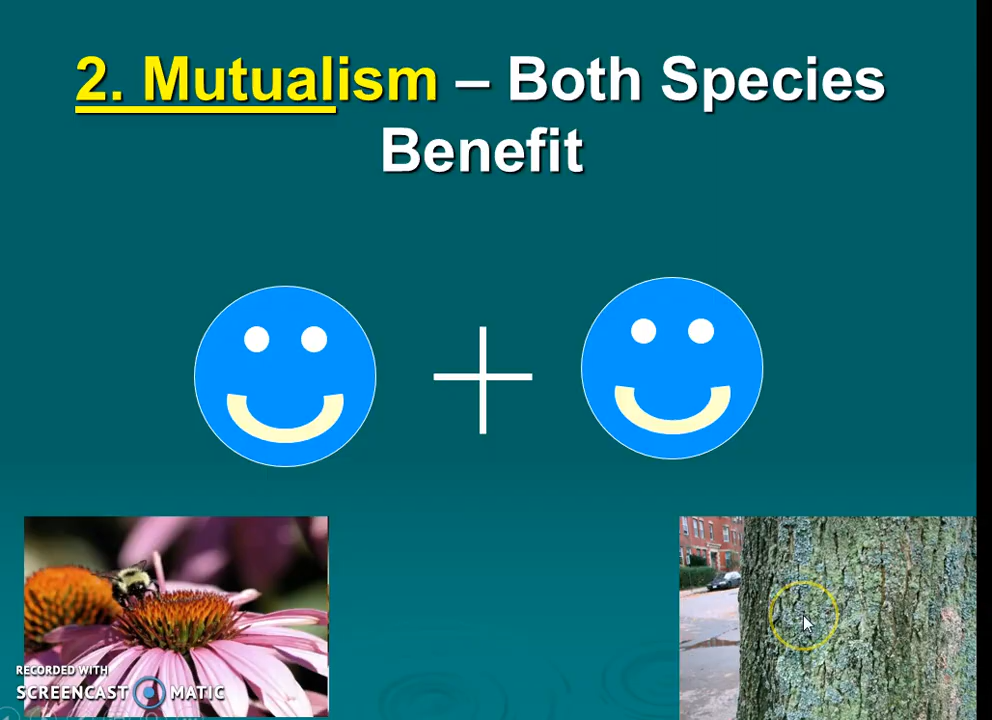 2. Mutualism – Both Species
Benefit
RECORDED WITH
SCREENCAST MATIC